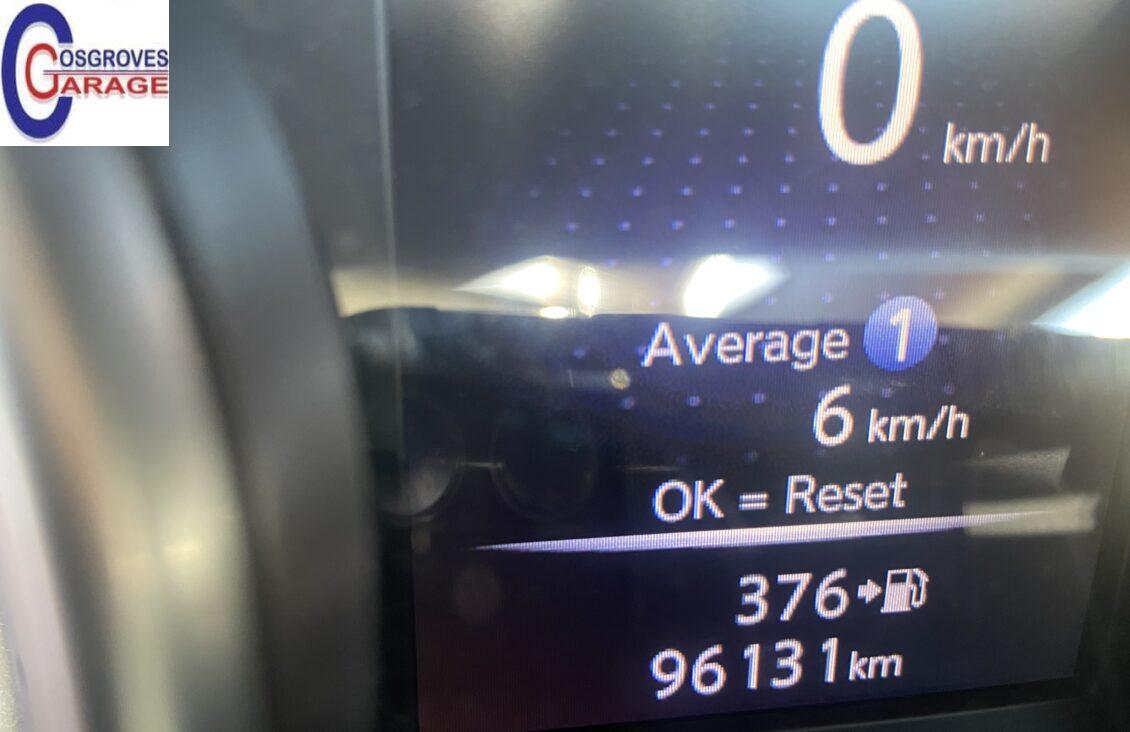 COSGROVES
GARAGE
0 km/h
Average 1
6 km/h
OK = Reset
376
96131 km